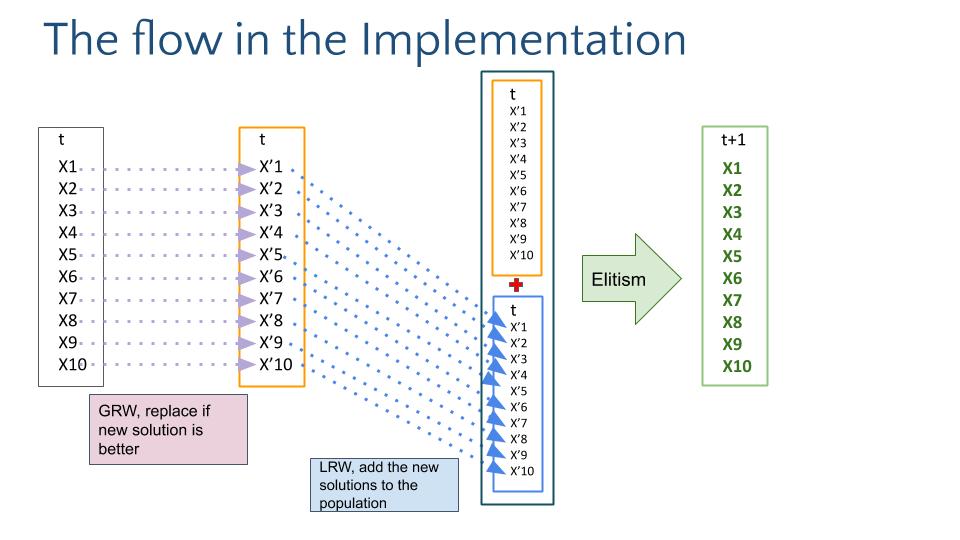 The flow in the Implementation
t
X1
X2
X3
X4
X5
X6
X7
X8
X9
X10
GRW, replace if
new solution is
better
t
X’1
X’2
X’3
X’4
X’5
X’6
X’7
X’8
X’9
X’10
LRW, add the new
solutions to the
population
t
X’1
X’2
X’3
X’4
X’5
X’6
X’7
X’8
X’9
X’10
t
X’1
X’2
X’3
X’4
X’5
X’6
X’7
X’8
X’9
X’10
Elitism
t+1
X1
X2
X3
X4
X5
X6
X7
X8
X9
X10